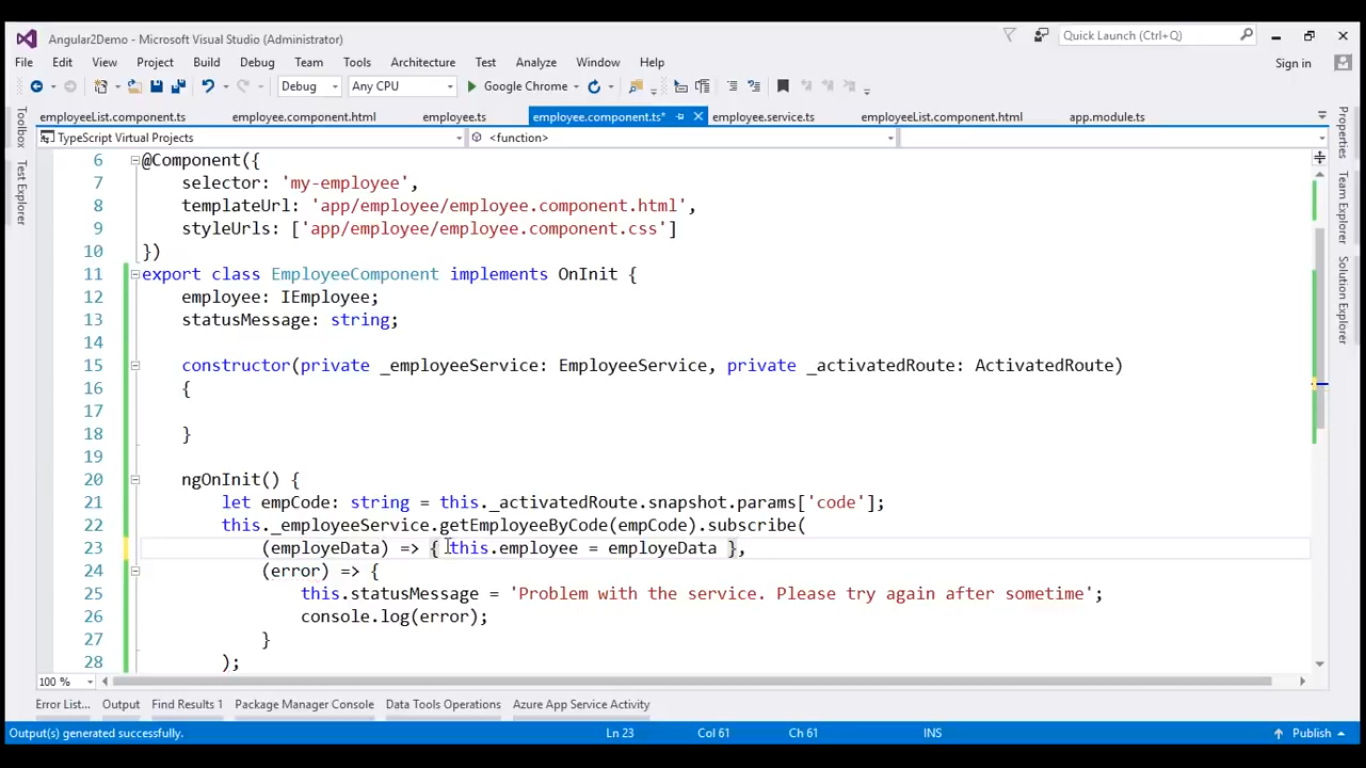 Angular2Demo - Microsoft Visual Studio (Administrator)
Quick Launch (Ctrl+Q)
File Edit View Project Build Debug Team Tools Architecture Test Analyze Window Help
Sign in
Debug Any CPU Google Chrome
employeeList.component.ts employee.component.html employee.ts employee.component.ts* employee.service.ts employeeList.component.html app.module.ts
TypeScript Virtual Projects <function>
Toolbox
Test Explorer
Properties
Team Explorer
Solution Explorer
6 @Component({
7 selector: 'my-employee',
8 templateUrl: 'app/employee/employee.component.html',
9 styleUrls: ['app/employee/employee.component.css']
10 })
11 export class EmployeeComponent implements OnInit {
12 employee: IEmployee;
13 statusMessage: string;
14
15 constructor(private _employeeService: EmployeeService, private _activatedRoute: ActivatedRoute)
16 {
17
18 }
19
20 ngOnInit() {
21 let empCode: string = this._activatedRoute.snapshot.params['code'];
22 this._employeeService.getEmployeeByCode(empCode).subscribe(
23 (employeData) => { this.employee = employeData },
24 (error) => {
25 this.statusMessage = 'Problem with the service. Please try again after sometime';
26 console.log(error);
27 }
28 );
100 %
Error List... Output Find Results 1 Package Manager Console Data Tools Operations Azure App Service Activity
Output(s) generated successfully. Ln 23 Col 61 Ch 61 INS Publish